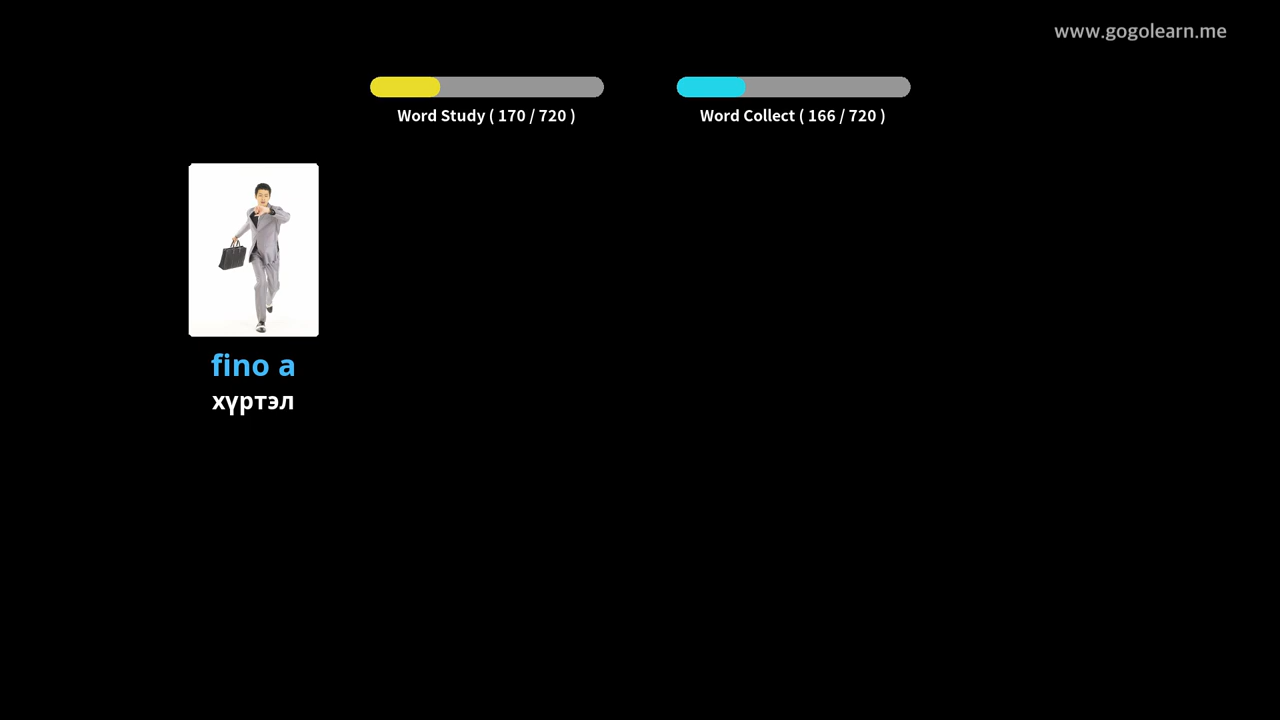 www.gogolearn.me
Word Study ( 170 / 720 )
Word Collect ( 166 / 720 )
fino a
хүртэл